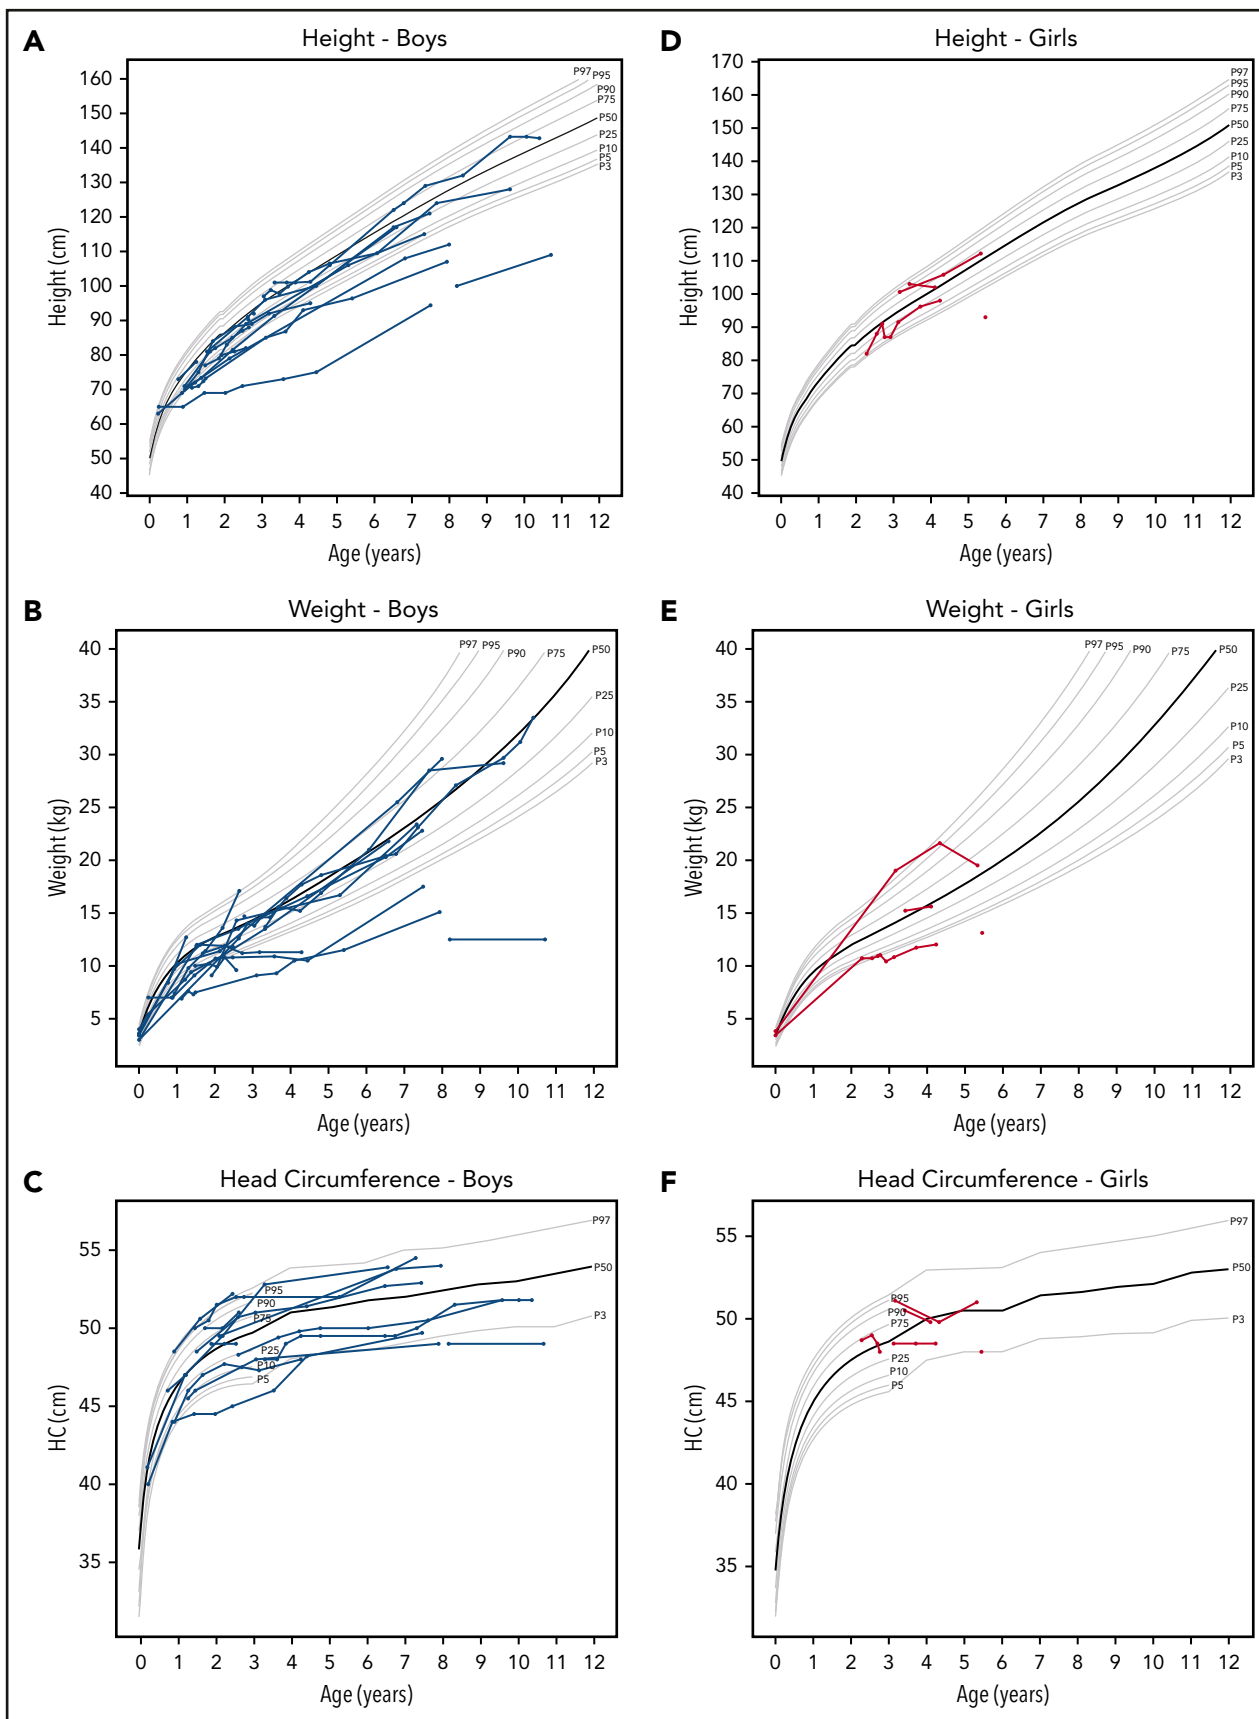 A
Height - Boys
Height (cm)
160
150
140
130
120
110
100
90
80
70
60
50
40
P97 P95
P90
P75
P50
P25
P10
P5
P3
0 1 2 3 4 5 6 7 8 9 10 11 12
Age (years)
D
Height - Girls
Height (cm)
170
160
150
140
130
120
110
100
90
80
70
60
50
40
P97
P95
P90
P75
P50
P25
P10
P5
P3
0 1 2 3 4 5 6 7 8 9 10 11 12
Age (years)
B
Weight - Boys
Weight (kg)
40
35
30
25
20
15
10
5
P97 P95 P90 P75 P50
P25
P10
P5
P3
0 1 2 3 4 5 6 7 8 9 10 11 12
Age (years)
E
Weight - Girls
Weight (kg)
40
35
30
25
20
15
10
5
P97 P95 P90 P75 P50
P25
P10
P5
P3
0 1 2 3 4 5 6 7 8 9 10 11 12
Age (years)
C
Head Circumference - Boys
HC (cm)
55
50
45
40
35
P97
P50
P3
P95
P90
P75
P25
P10
P5
0 1 2 3 4 5 6 7 8 9 10 11 12
Age (years)
F
Head Circumference - Girls
HC (cm)
55
50
45
40
35
P97
P50
P3
P95
P90
P75
P25
P10
P5
0 1 2 3 4 5 6 7 8 9 10 11 12
Age (years)